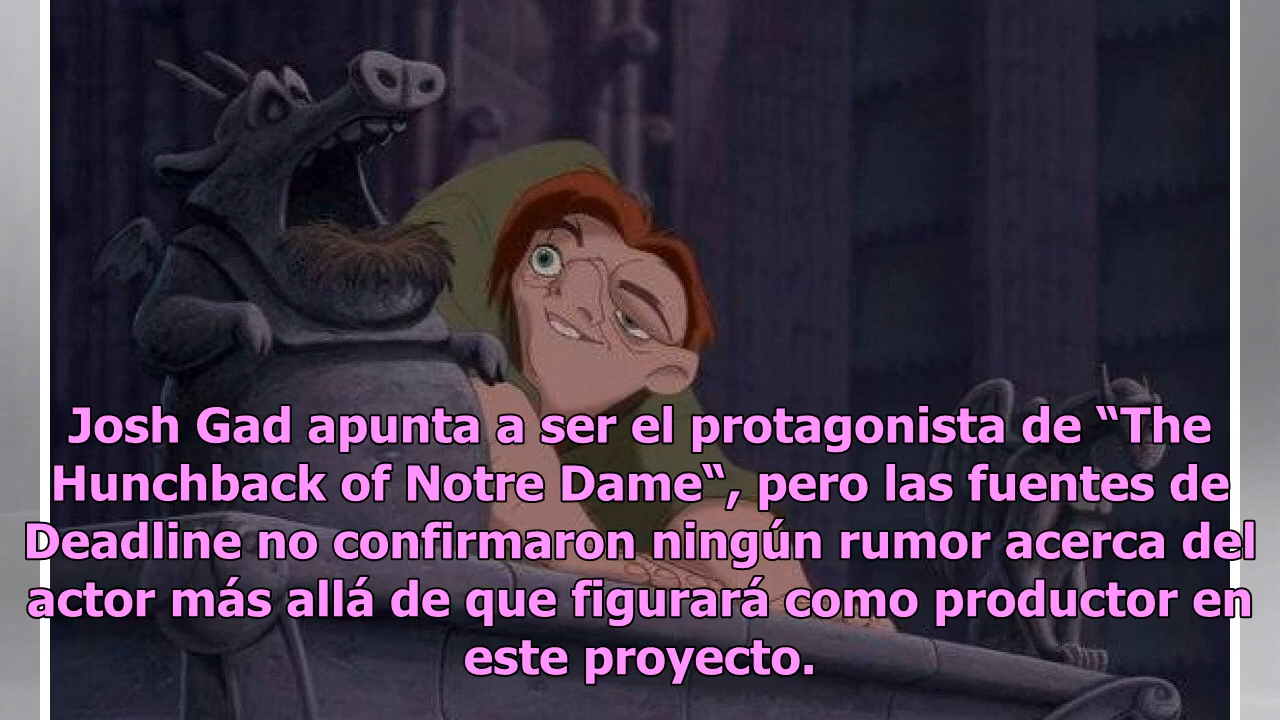 Josh Gad apunta a ser el protagonista de “The
Hunchback of Notre Dame“, pero las fuentes de
Deadline no confirmaron ningún rumor acerca del
actor más allá de que figurará como productor en
este proyecto.